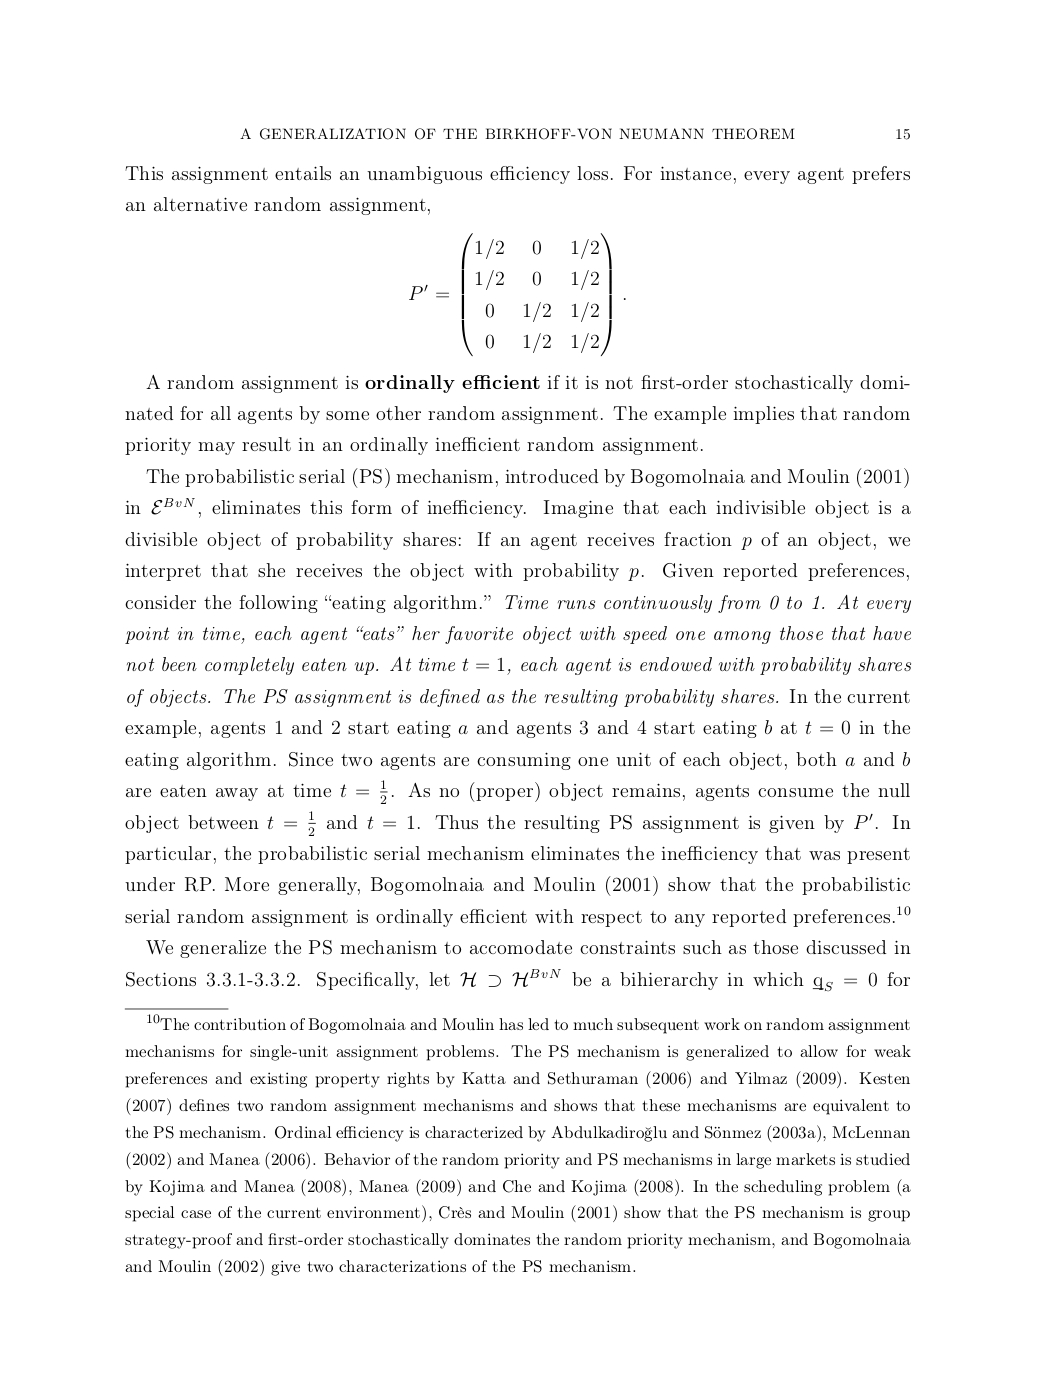 A GENERALIZATION OF THE BIRKHOFF-VON NEUMANN THEOREM 15
This assignment entails an unambiguous efficiency loss. For instance, every agent prefers
an alternative random assignment,
P′ =
1/2 0 1/2
1/2 0 1/2
0 1/2 1/2
0 1/2 1/2
.
A random assignment is ordinally efficient if it is not first-order stochastically domi-
nated for all agents by some other random assignment. The example implies that random
priority may result in an ordinally inefficient random assignment.
The probabilistic serial (PS) mechanism, introduced by Bogomolnaia and Moulin (2001)
in ℰ^{BvN}, eliminates this form of inefficiency. Imagine that each indivisible object is a
divisible object of probability shares: If an agent receives fraction p of an object, we
interpret that she receives the object with probability p. Given reported preferences,
consider the following “eating algorithm.” Time runs continuously from 0 to 1. At every
point in time, each agent “eats” her favorite object with speed one among those that have
not been completely eaten up. At time t = 1, each agent is endowed with probability shares
of objects. The PS assignment is defined as the resulting probability shares. In the current
example, agents 1 and 2 start eating a and agents 3 and 4 start eating b at t = 0 in the
eating algorithm. Since two agents are consuming one unit of each object, both a and b
are eaten away at time t = 1/2. As no (proper) object remains, agents consume the null
object between t = 1/2 and t = 1. Thus the resulting PS assignment is given by P′. In
particular, the probabilistic serial mechanism eliminates the inefficiency that was present
under RP. More generally, Bogomolnaia and Moulin (2001) show that the probabilistic
serial random assignment is ordinally efficient with respect to any reported preferences.¹⁰
We generalize the PS mechanism to accomodate constraints such as those discussed in
Sections 3.3.1-3.3.2. Specifically, let ℋ ⊃ ℋ^{BvN} be a bihierarchy in which q̲_S = 0 for
¹⁰The contribution of Bogomolnaia and Moulin has led to much subsequent work on random assignment
mechanisms for single-unit assignment problems. The PS mechanism is generalized to allow for weak
preferences and existing property rights by Katta and Sethuraman (2006) and Yilmaz (2009). Kesten
(2007) defines two random assignment mechanisms and shows that these mechanisms are equivalent to
the PS mechanism. Ordinal efficiency is characterized by Abdulkadiroğlu and Sönmez (2003a), McLennan
(2002) and Manea (2006). Behavior of the random priority and PS mechanisms in large markets is studied
by Kojima and Manea (2008), Manea (2009) and Che and Kojima (2008). In the scheduling problem (a
special case of the current environment), Crès and Moulin (2001) show that the PS mechanism is group
strategy-proof and first-order stochastically dominates the random priority mechanism, and Bogomolnaia
and Moulin (2002) give two characterizations of the PS mechanism.